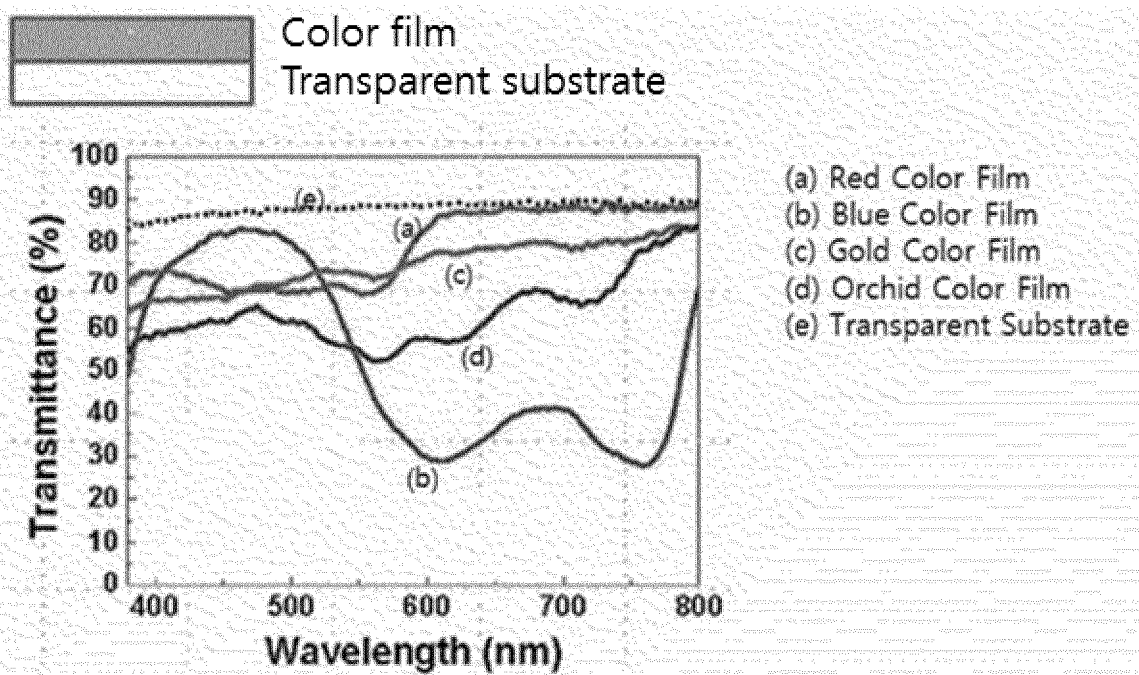 Color film
Transparent substrate
100
90
80
70
60
50
40
30
20
10
0
Transmittance (%)
(e)
(a)
(c)
(d)
(b)
400 500 600 700 800
Wavelength (nm)
(a) Red Color Film
(b) Blue Color Film
(c) Gold Color Film
(d) Orchid Color Film
(e) Transparent Substrate